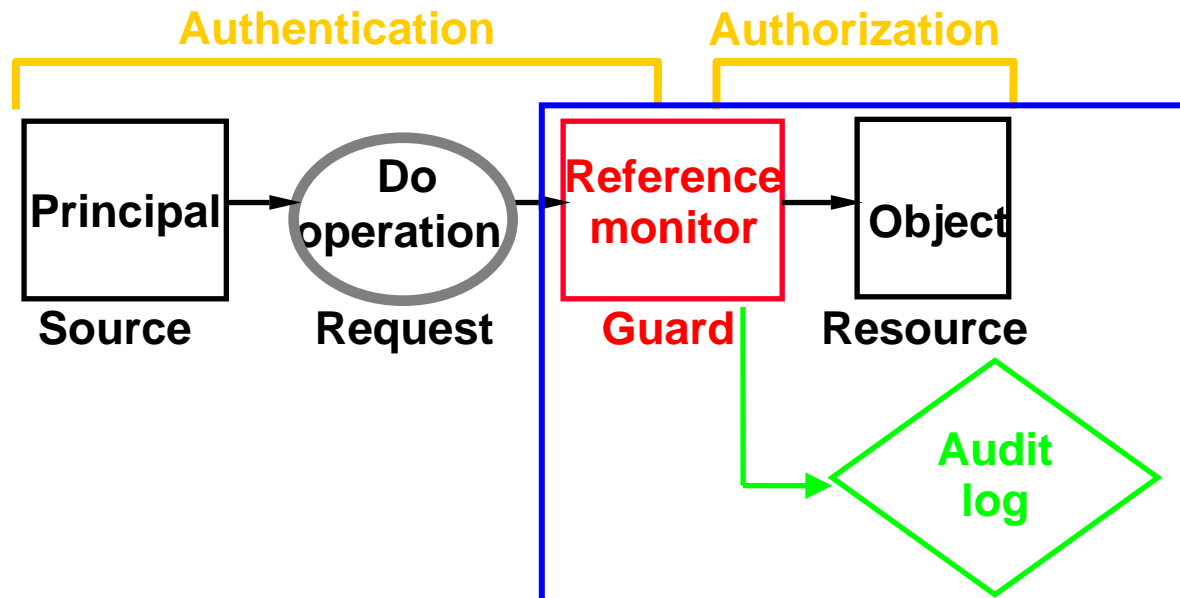 Authentication
Authorization
Principal
Do
operation
Reference
monitor
Object
Source
Request
Guard
Resource
Audit
log